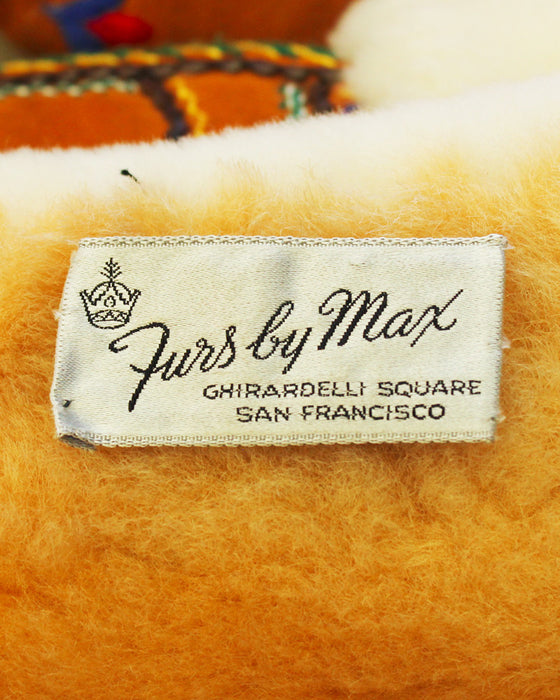 Furs by Max
GHIRARDELLI SQUARE
SAN FRANCISCO